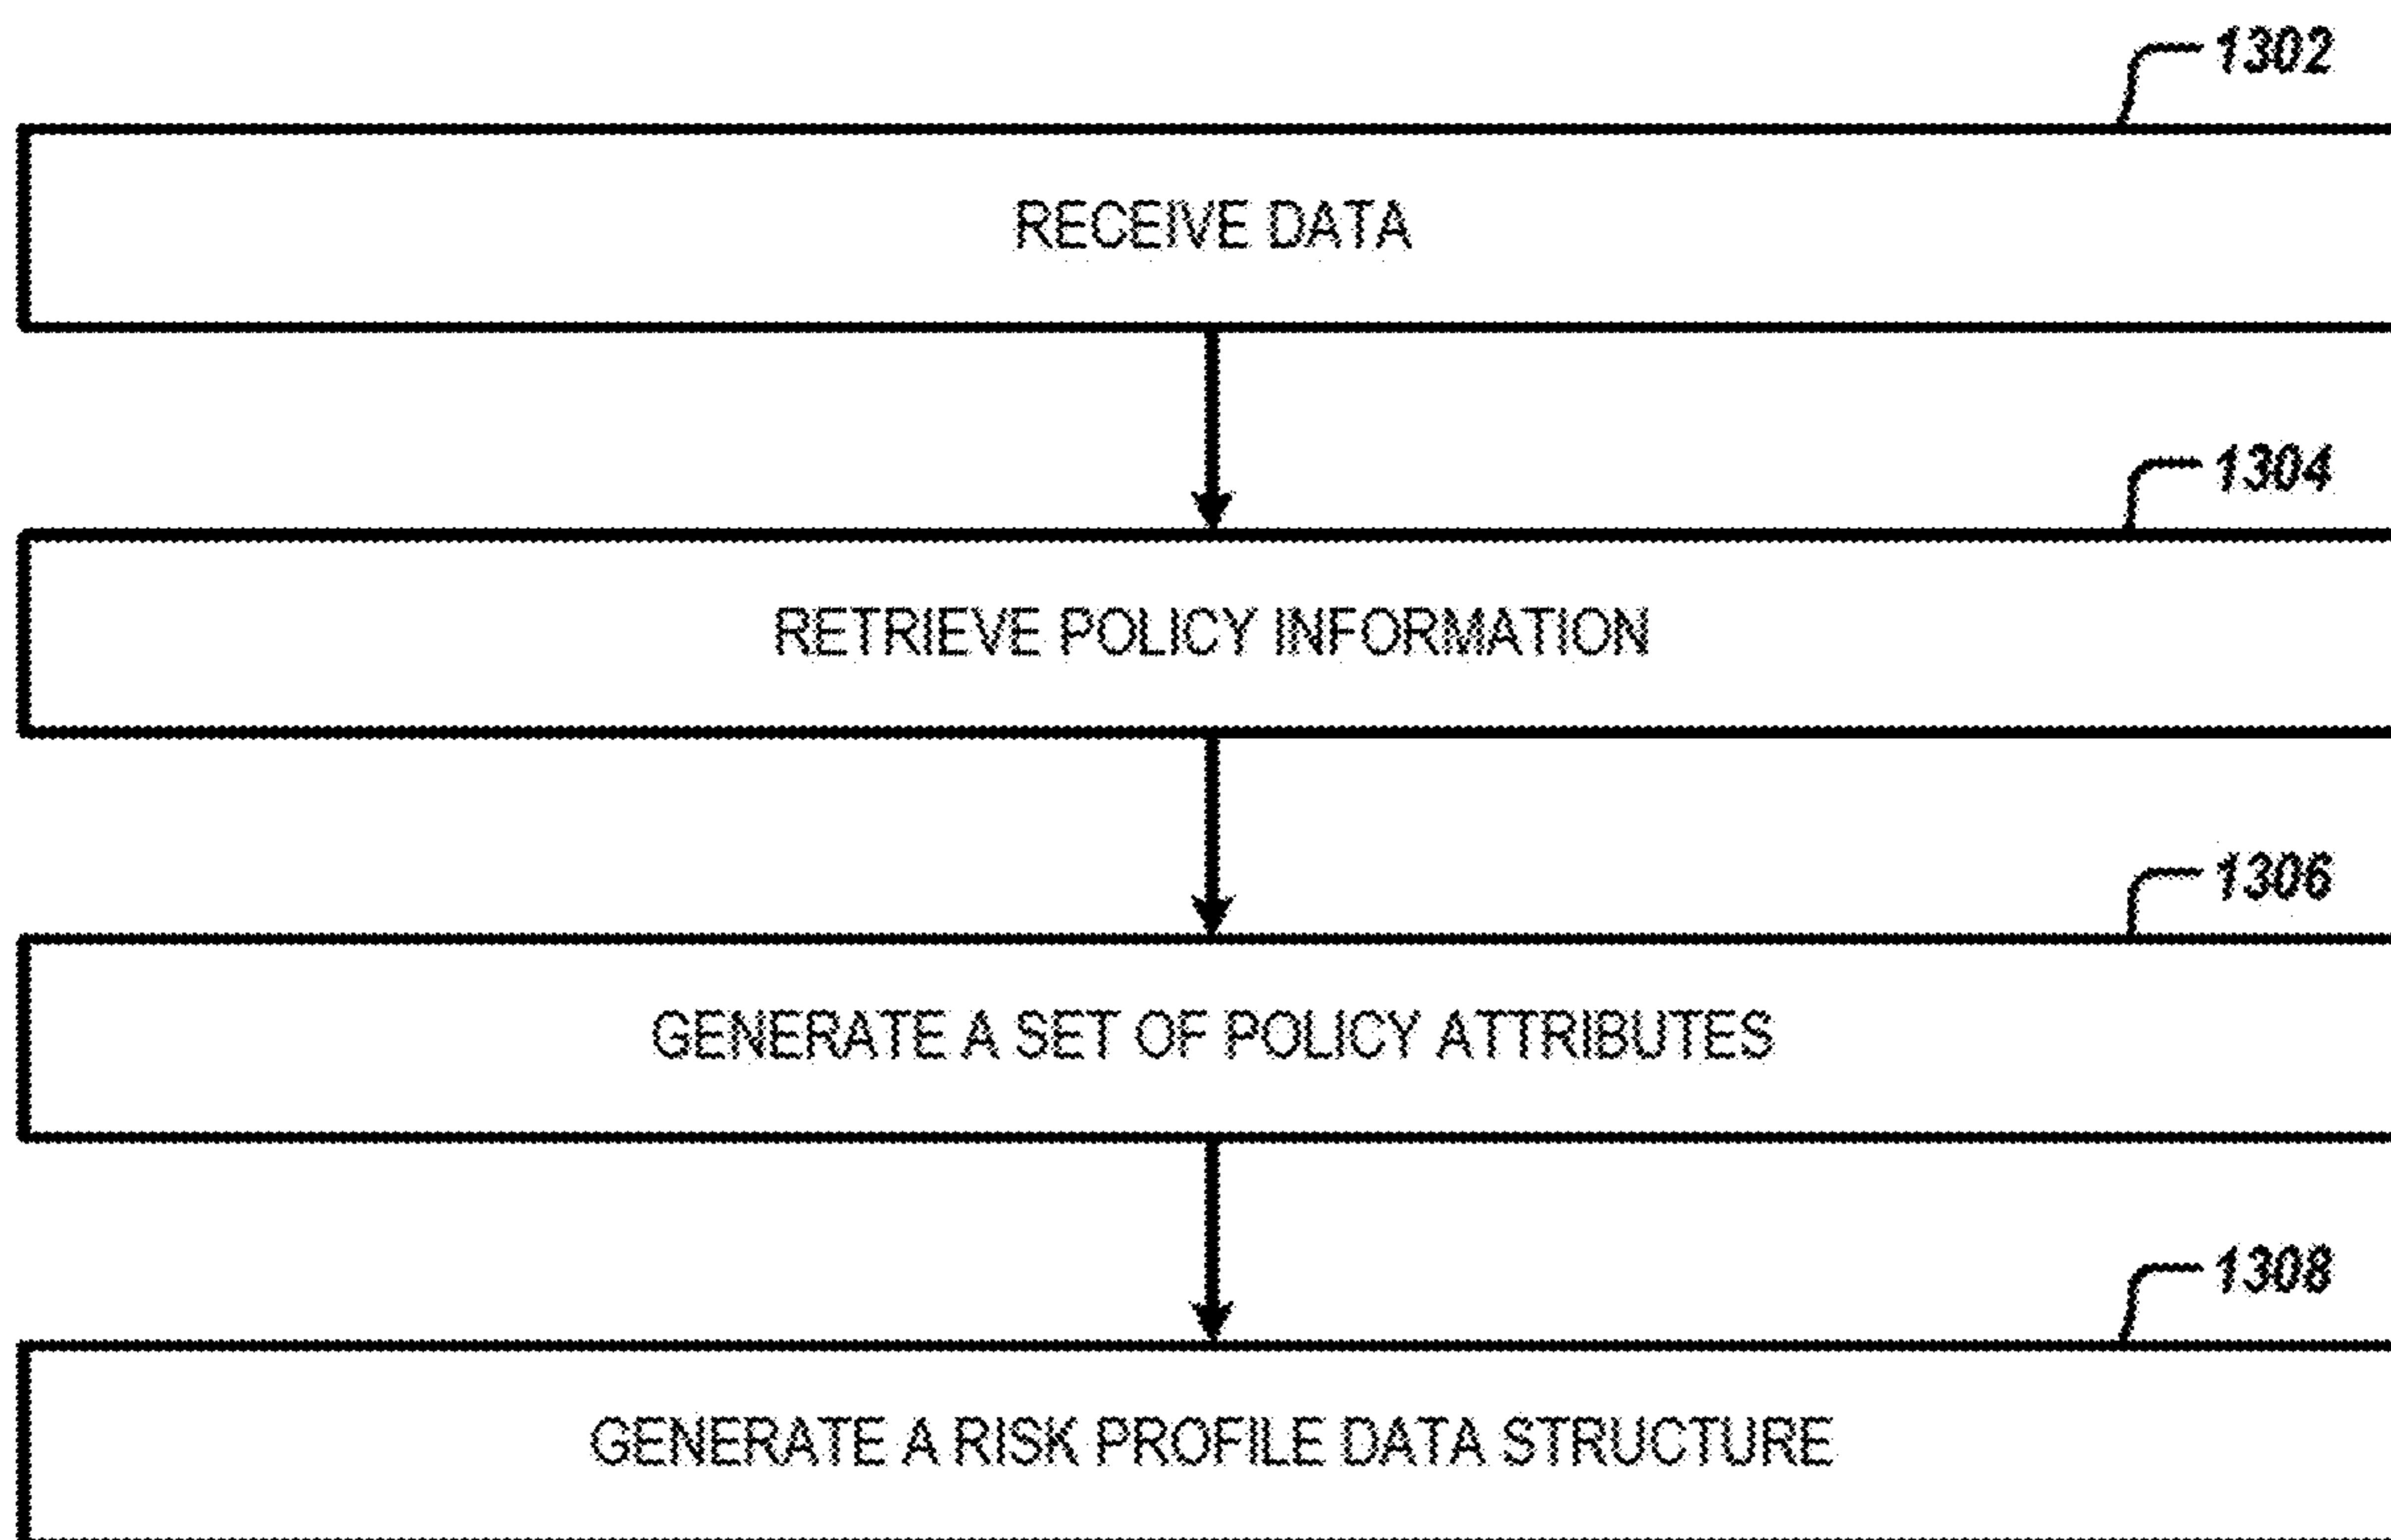 1302
RECEIVE DATA
1304
RETRIEVE POLICY INFORMATION
1306
GENERATE A SET OF POLICY ATTRIBUTES
1308
GENERATE A RISK PROFILE DATA STRUCTURE